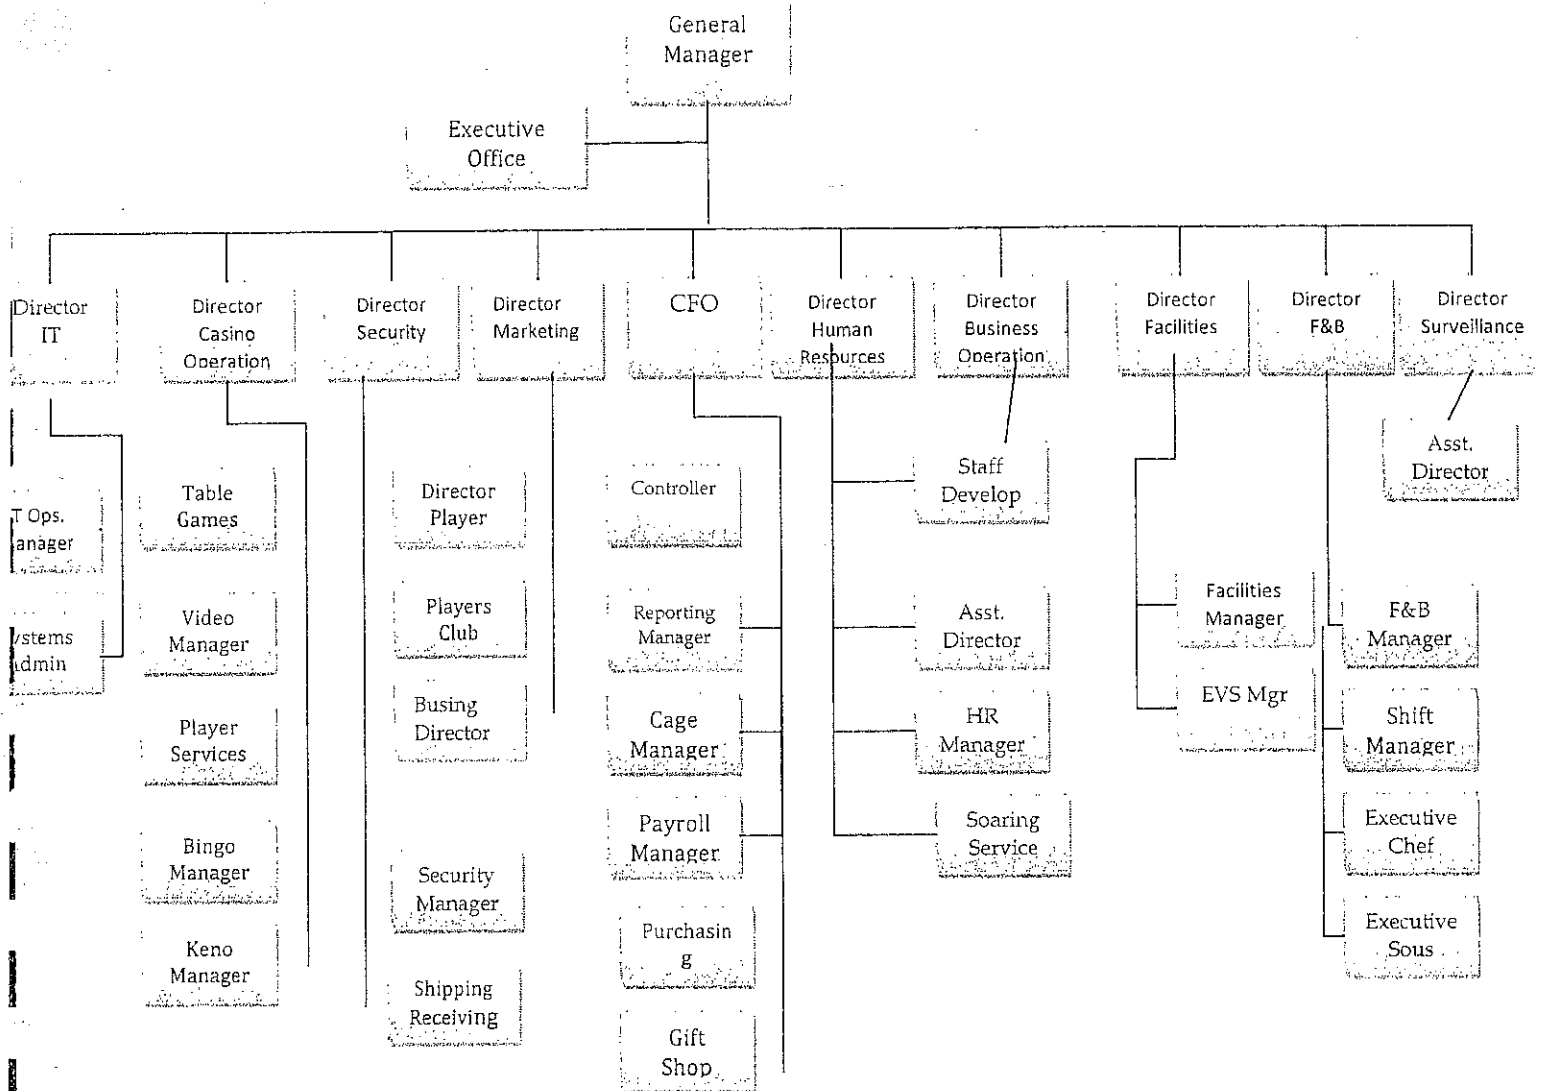 General
Manager
Executive
Office
Director
IT
Director
Casino
Operation
Director
Security
Director
Marketing
CFO
Director
Human
Resources
Director
Business
Operation
Director
Facilities
Director
F&B
Director
Surveillance
T Ops.
anager
ystems
dmin
Table
Games
Video
Manager
Player
Services
Bingo
Manager
Keno
Manager
Director
Player
Players
Club
Busing
Director
Security
Manager
Shipping
Receiving
Controller
Reporting
Manager
Cage
Manager
Payroll
Manager
Purchasin
g
Gift
Shop
Staff
Develop
Asst.
Director
HR
Manager
Soaring
Service
Facilities
Manager
EVS Mgr
F&B
Manager
Shift
Manager
Executive
Chef
Executive
Sous
Asst.
Director